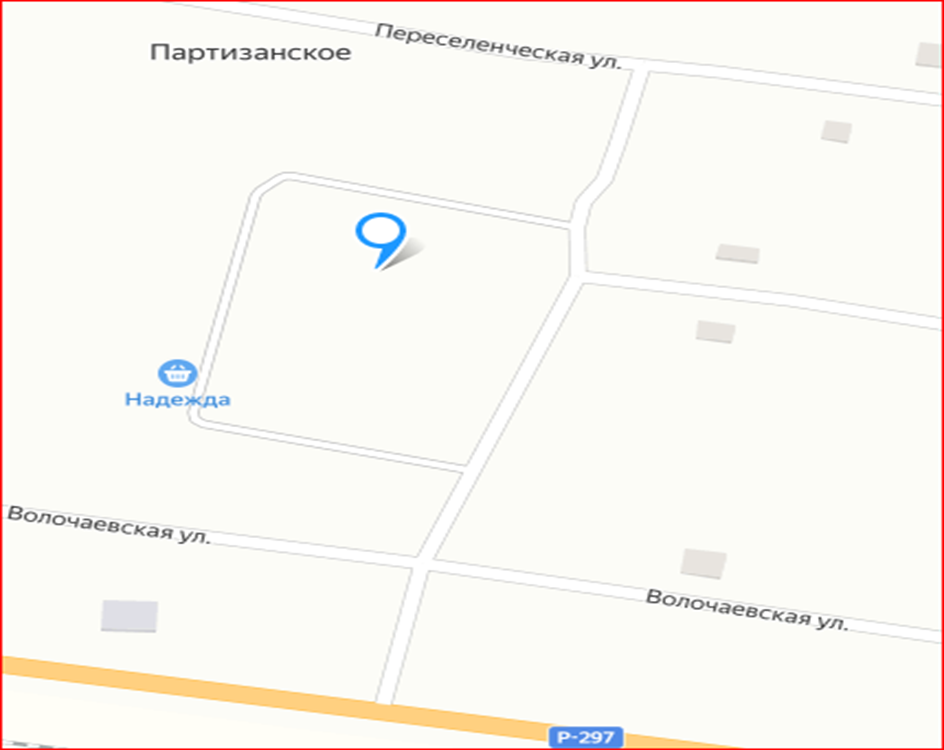 Переселенческая ул.
Партизанское
Надежда
Волочаевская ул.
Волочаевская ул.
Р-297